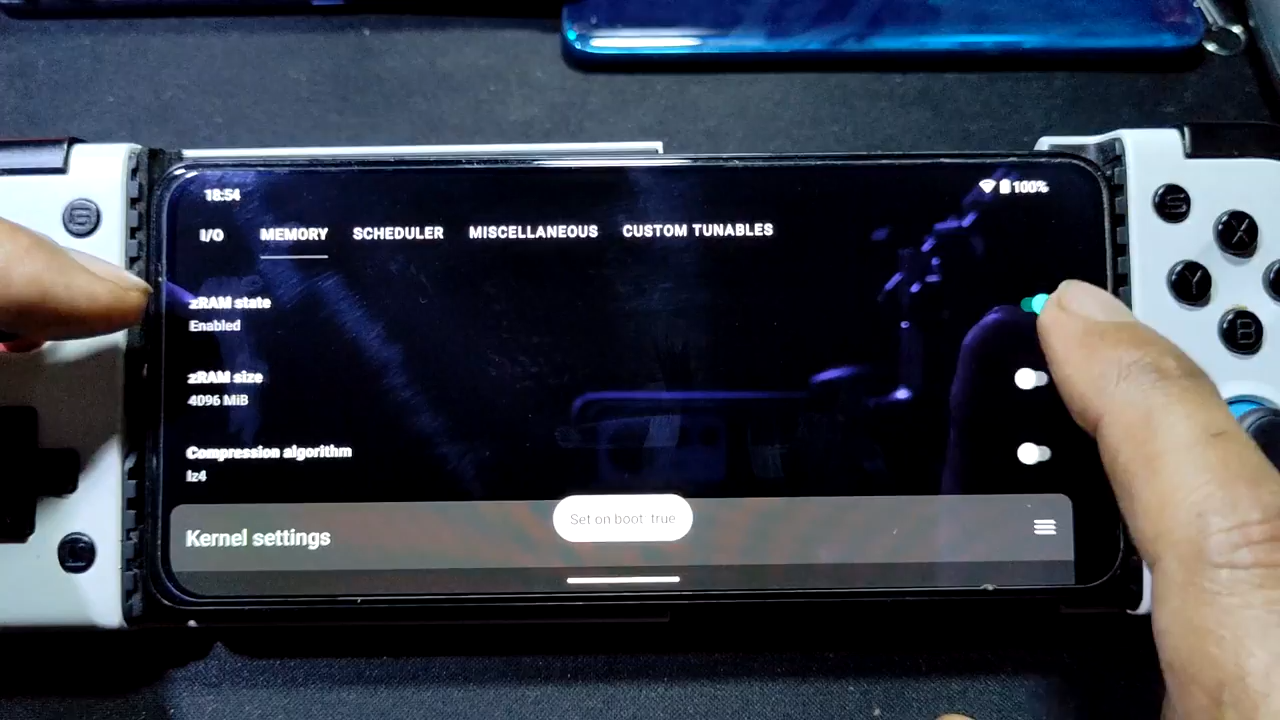 18:54
100%
I/O MEMORY SCHEDULER MISCELLANEOUS CUSTOM TUNABLES
zRAM state
Enabled
zRAM size
4096 MiB
Compression algorithm
lz4
Set on boot true
Kernel settings
S
X
Y
B